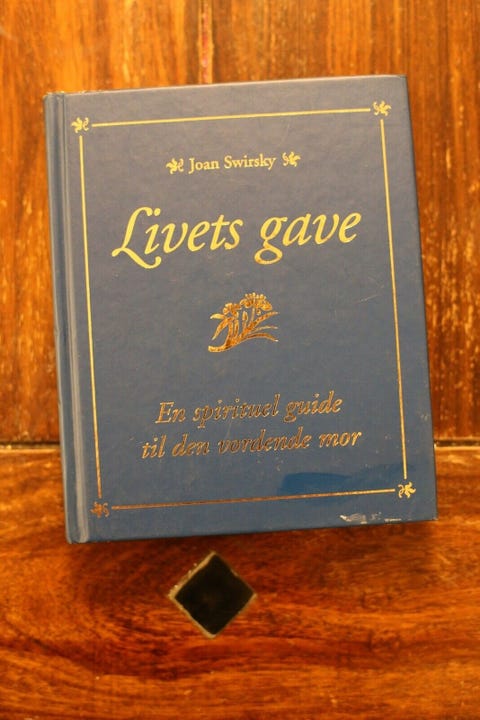 Joan Swirsky
Livets gave
En spirituel guide
til den vordende mor